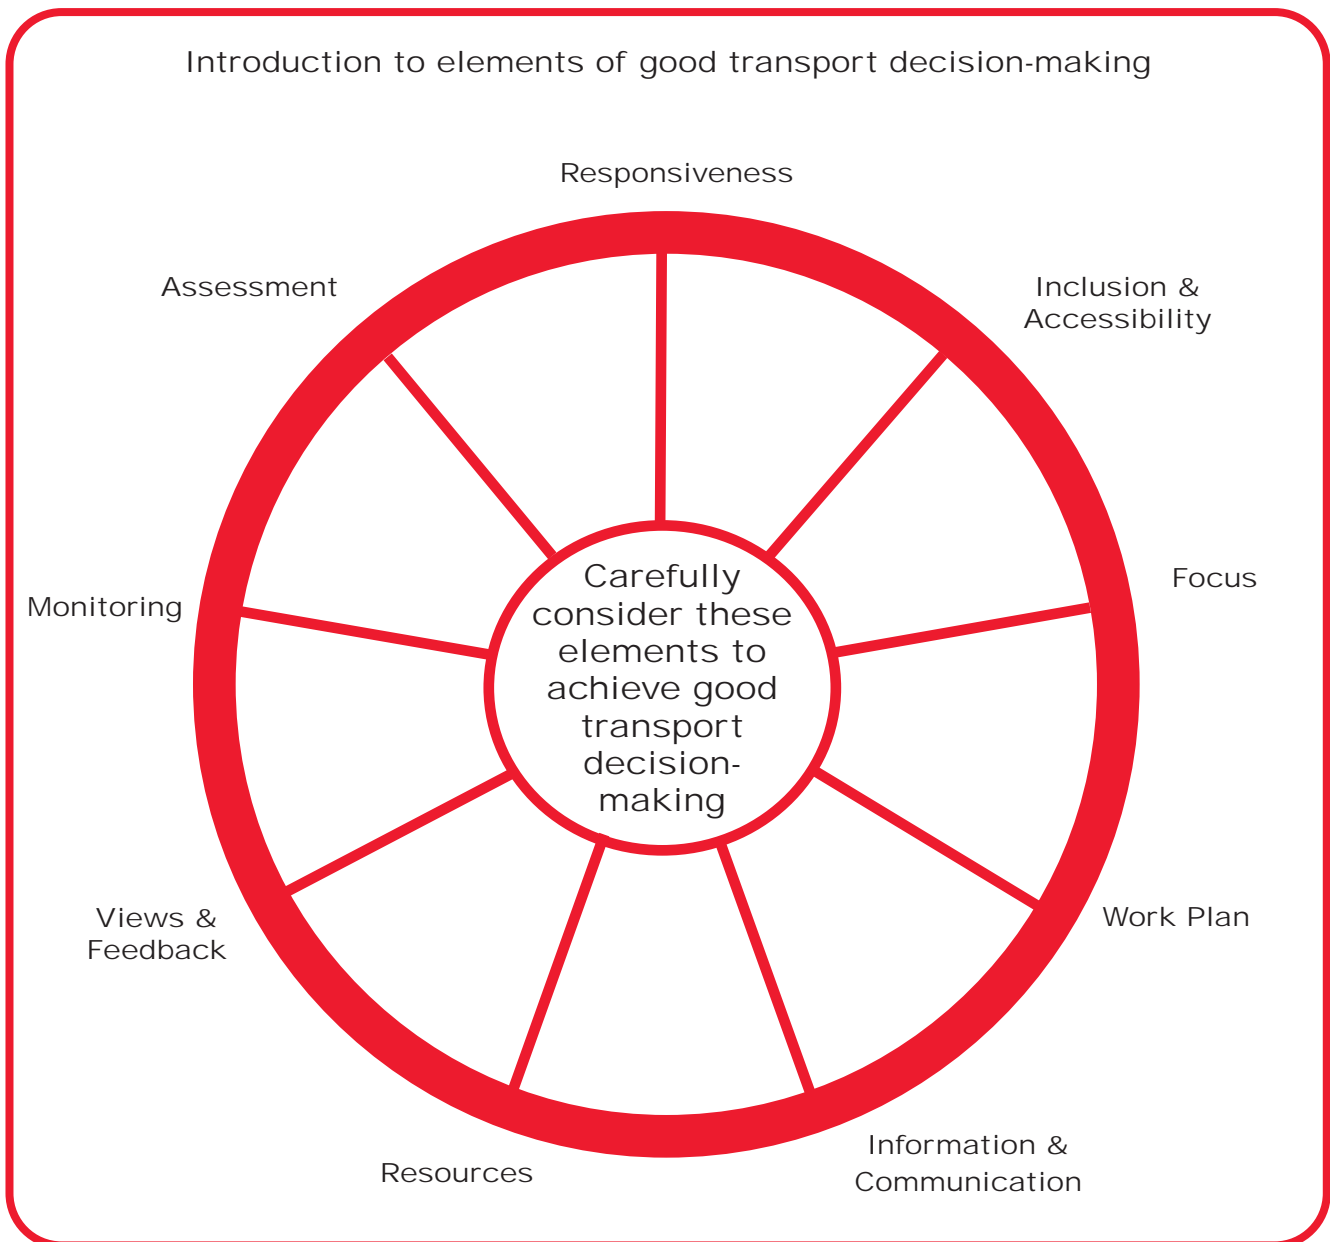 Introduction to elements of good transport decision-making
Responsiveness
Assessment
Inclusion &
Accessibility
Focus
Monitoring
Carefully
consider these
elements to
achieve good
transport
decision-
making
Work Plan
Views &
Feedback
Information &
Communication
Resources